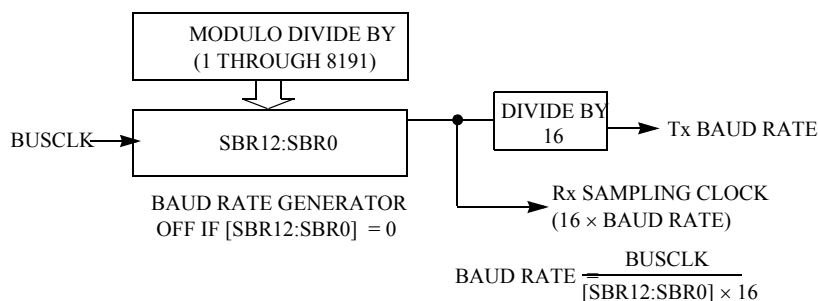 MODULO DIVIDE BY
(1 THROUGH 8191)
BUSCLK
SBR12:SBR0
DIVIDE BY
16
Tx BAUD RATE
BAUD RATE GENERATOR
OFF IF [SBR12:SBR0] = 0
Rx SAMPLING CLOCK
(16 × BAUD RATE)
BUSCLK
BAUD RATE =
[SBR12:SBR0] × 16